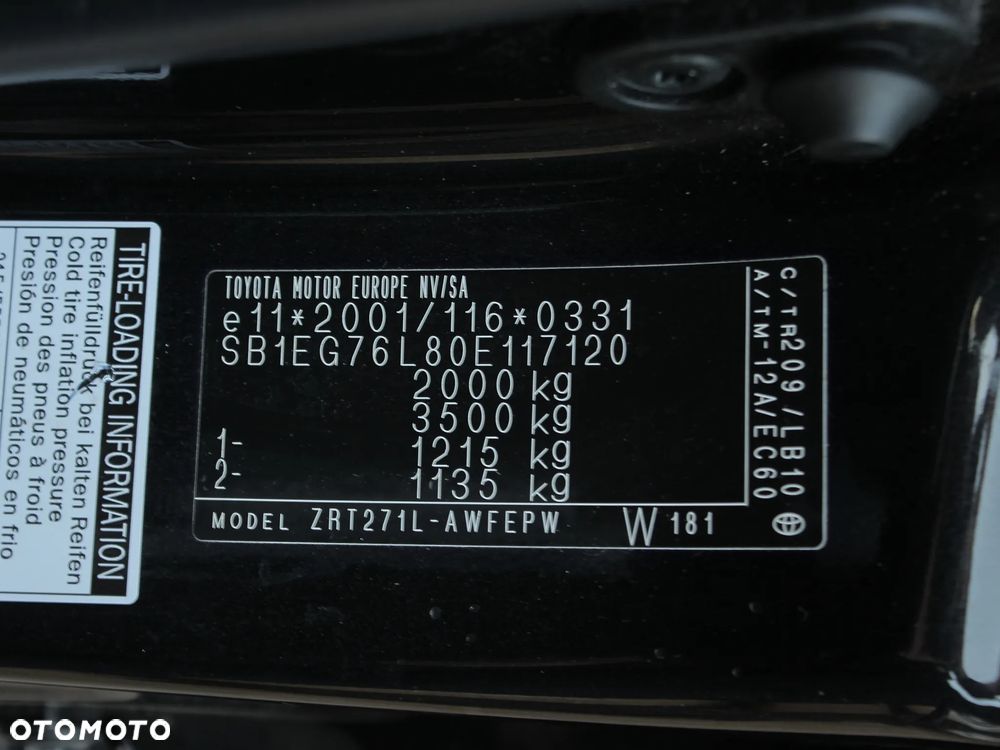 TOYOTA MOTOR EUROPE NV/SA
e11*2001/116*0331
SB1EG76L80E117120
2000 kg
3500 kg
1- 1215 kg
2- 1135 kg
MODEL ZRT271L-AWFEPW W 181
C/TR209/LB10
A/TM-12A/EC60
TIRE-LOADING INFORMATION
Reifenfülldruck bei kalten Reifen
Cold tire inflation pressure
Pression des pneus à froid
Presión de neumáticos en frio
OTOMOTO